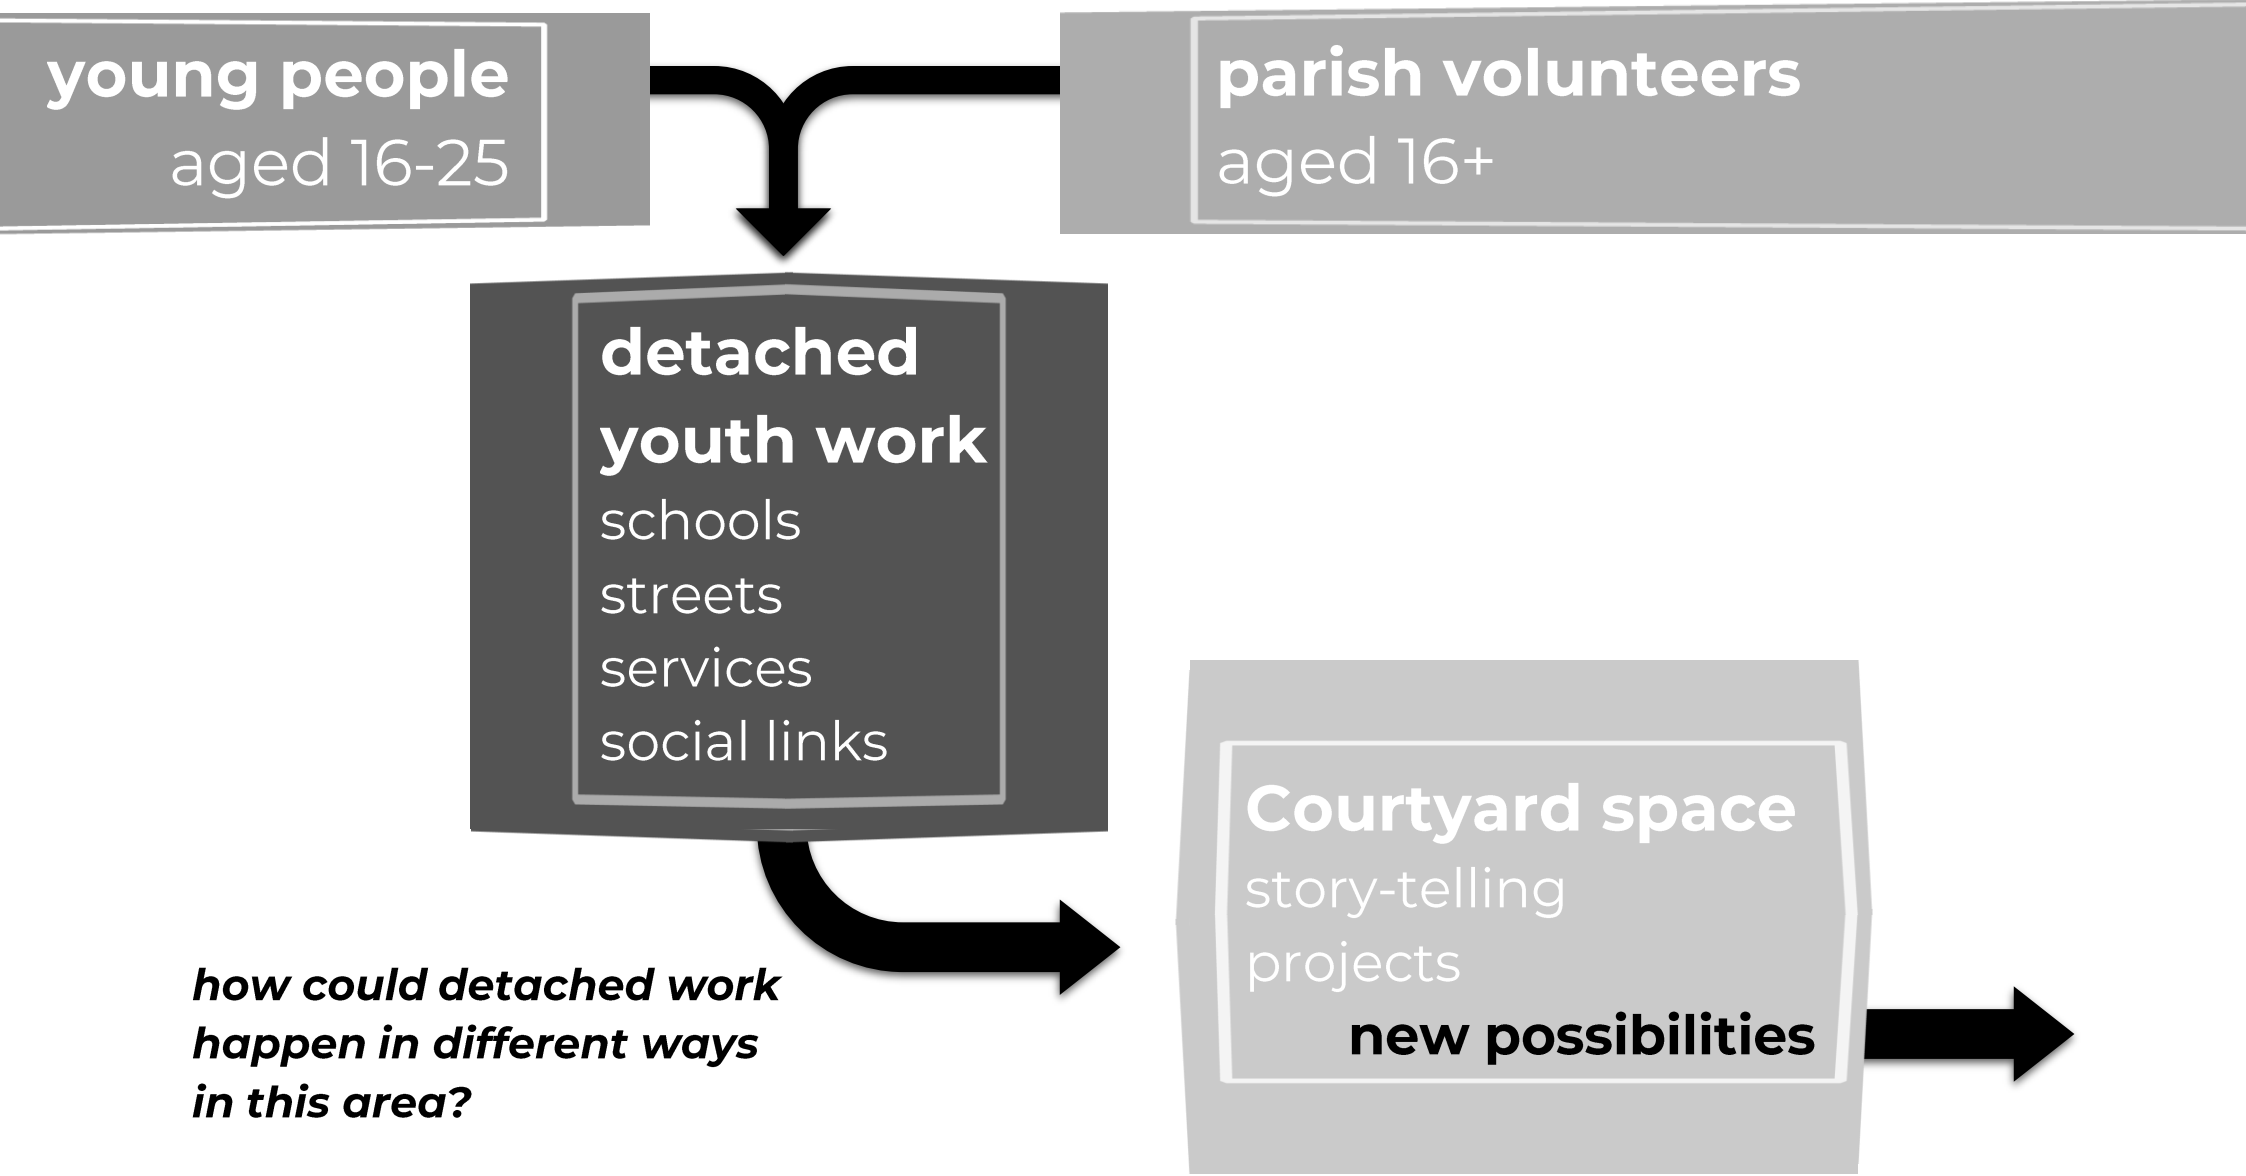 young people
aged 16-25
parish volunteers
aged 16+
detached
youth work
schools
streets
services
social links
Courtyard space
story-telling
projects
new possibilities
how could detached work
happen in different ways
in this area?